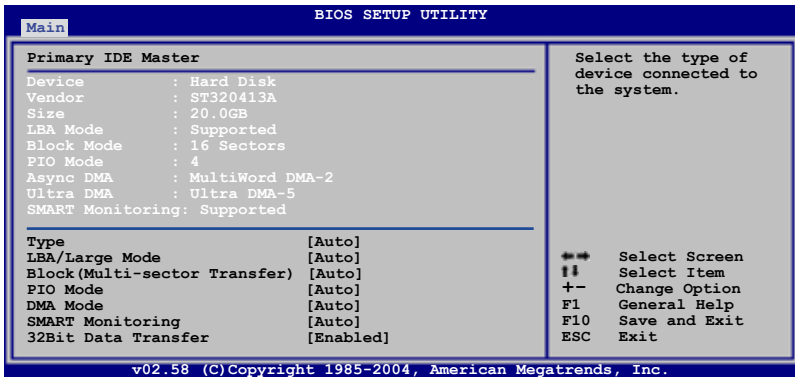 BIOS SETUP UTILITY
Main
Primary IDE Master
Device : Hard Disk
Vendor : ST320413A
Size : 20.0GB
LBA Mode : Supported
Block Mode : 16 Sectors
PIO Mode : 4
Async DMA : MultiWord DMA-2
Ultra DMA : Ultra DMA-5
SMART Monitoring: Supported
Type [Auto]
LBA/Large Mode [Auto]
Block(Multi-sector Transfer) [Auto]
PIO Mode [Auto]
DMA Mode [Auto]
SMART Monitoring [Auto]
32Bit Data Transfer [Enabled]
Select the type of
device connected to
the system.
←→ Select Screen
↑↓ Select Item
+- Change Option
F1 General Help
F10 Save and Exit
ESC Exit
v02.58 (C)Copyright 1985-2004, American Megatrends, Inc.